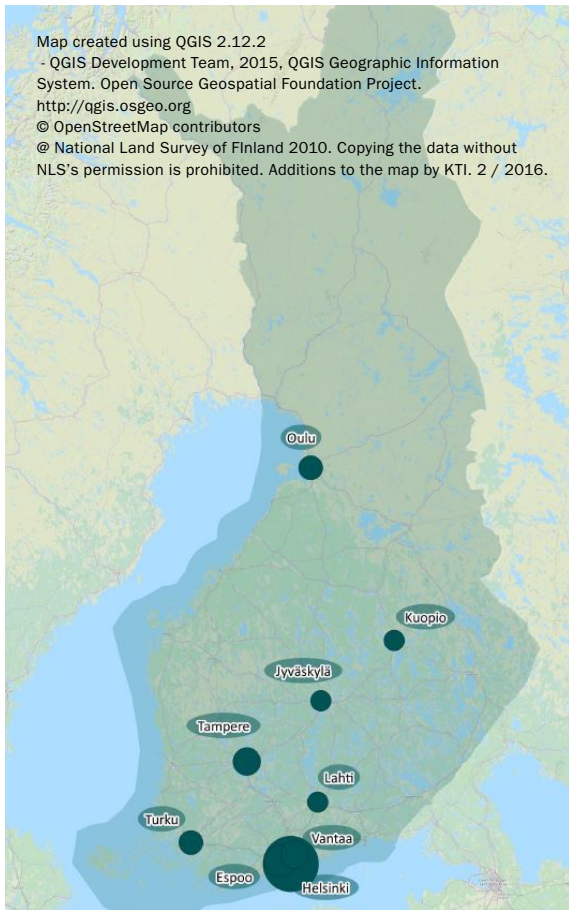 Map created using QGIS 2.12.2
- QGIS Development Team, 2015, QGIS Geographic Information
System. Open Source Geospatial Foundation Project.
http://qgis.osgeo.org
© OpenStreetMap contributors
@ National Land Survey of FInland 2010. Copying the data without
NLS's permission is prohibited. Additions to the map by KTI. 2 / 2016.
Oulu
Kuopio
Jyväskylä
Tampere
Lahti
Turku
Vantaa
Espoo
Helsinki